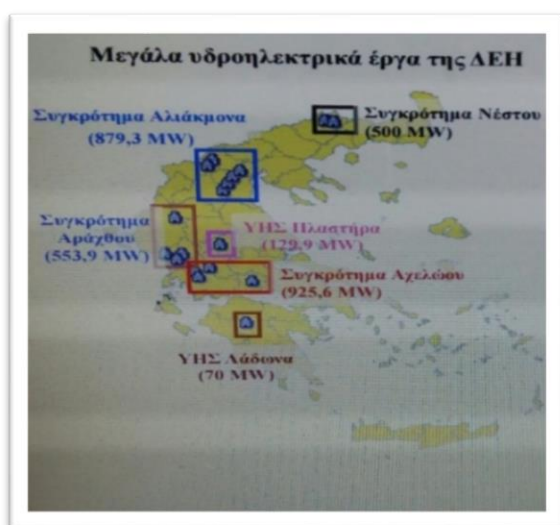 Μεγάλα υδροηλεκτρικά έργα της ΔΕΗ
Συγκρότημα Αλιάκμονα
(879,3 MW)
Συγκρότημα Νέστου
(500 MW)
Συγκρότημα
Αράχθου
(553,9 MW)
ΥΗΣ Πλαστήρα
(129,9 MW)
Συγκρότημα Αχελώου
(925,6 MW)
ΥΗΣ Λάδωνα
(70 MW)